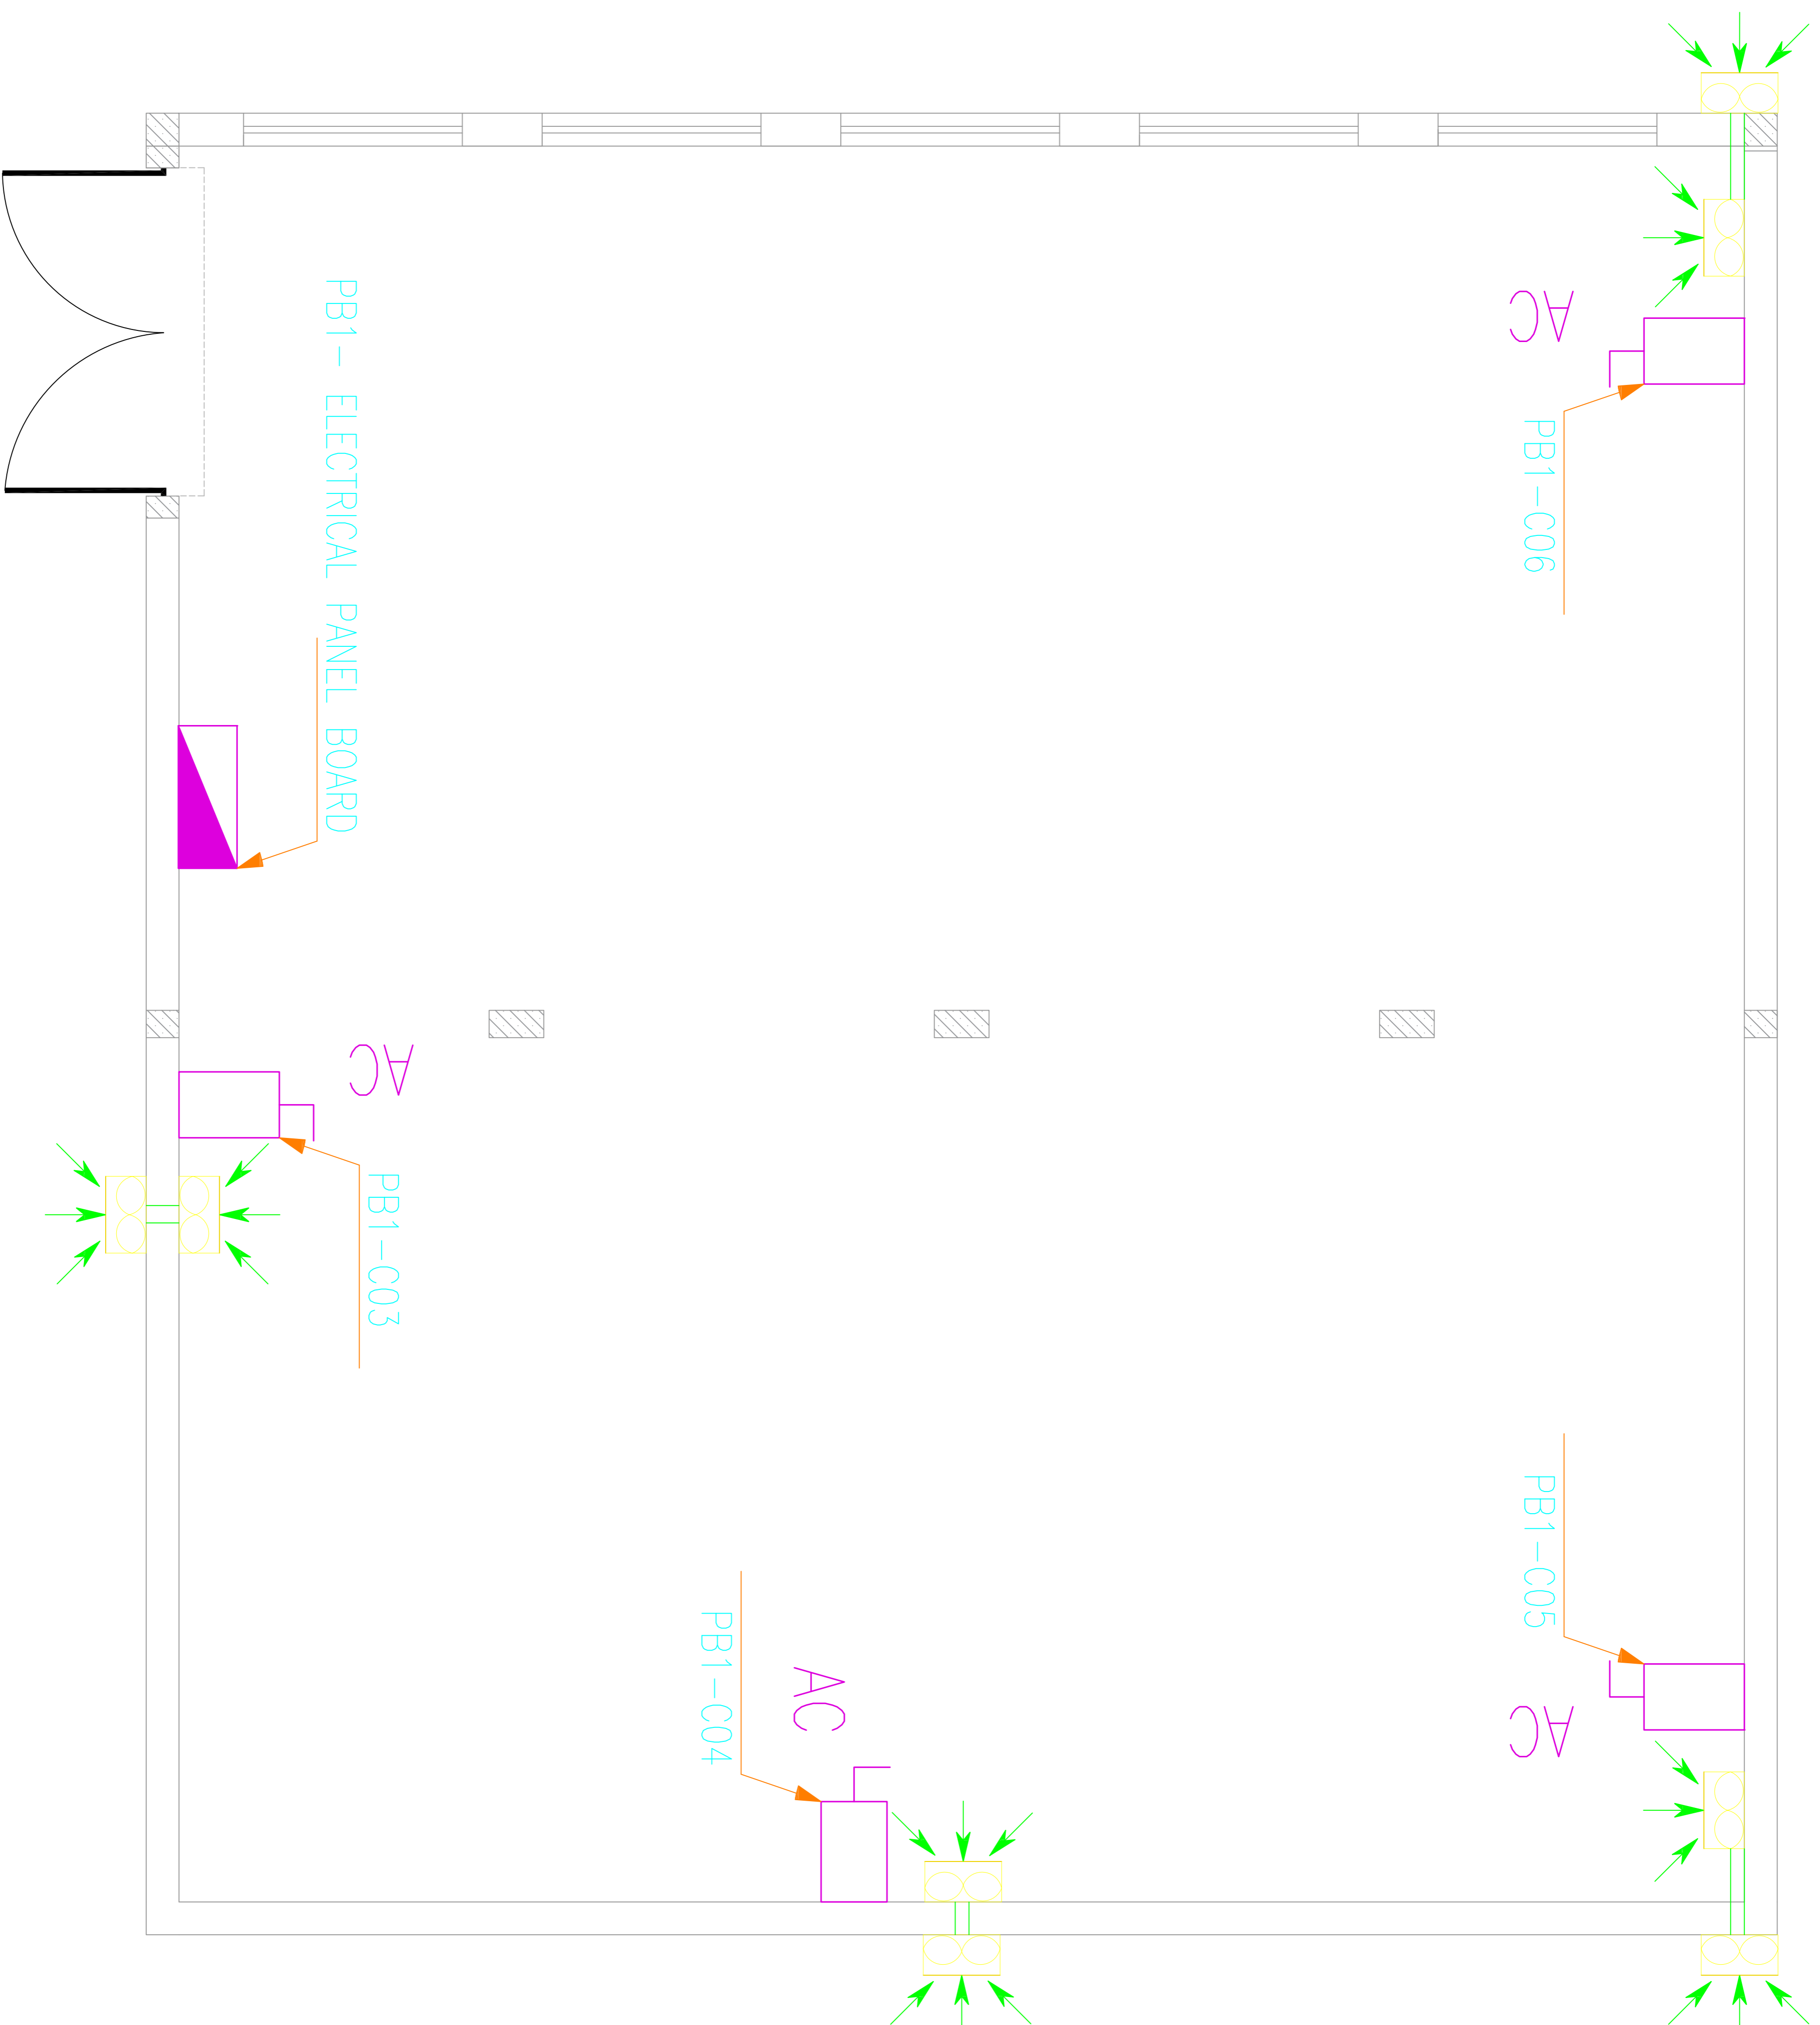 PB1- ELECTRICAL PANEL BOARD
AC
PB1-C06
AC
PB1-C03
PB1-C05
AC
PB1-C04
AC